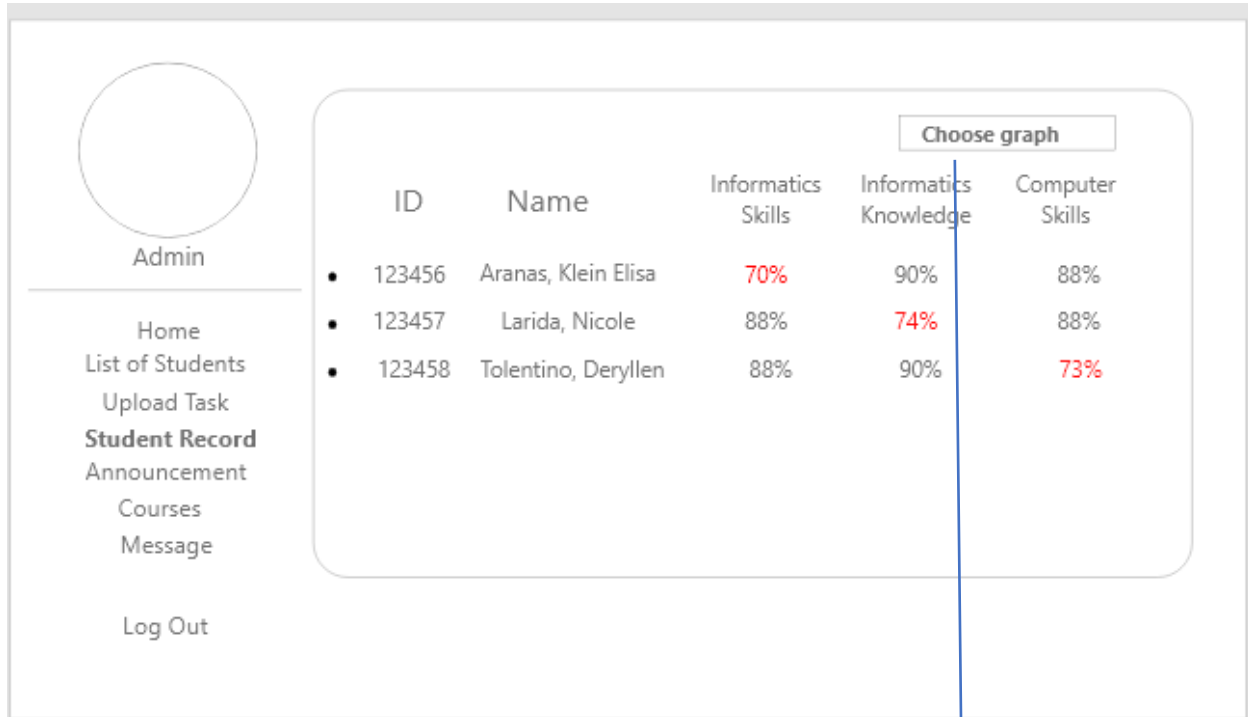 Admin
Home
List of Students
Upload Task
Student Record
Announcement
Courses
Message
Log Out
Choose graph
ID Name Informatics Skills Informatics Knowledge Computer Skills
123456 Aranas, Klein Elisa 70% 90% 88%
123457 Larida, Nicole 88% 74% 88%
123458 Tolentino, Deryllen 88% 90% 73%